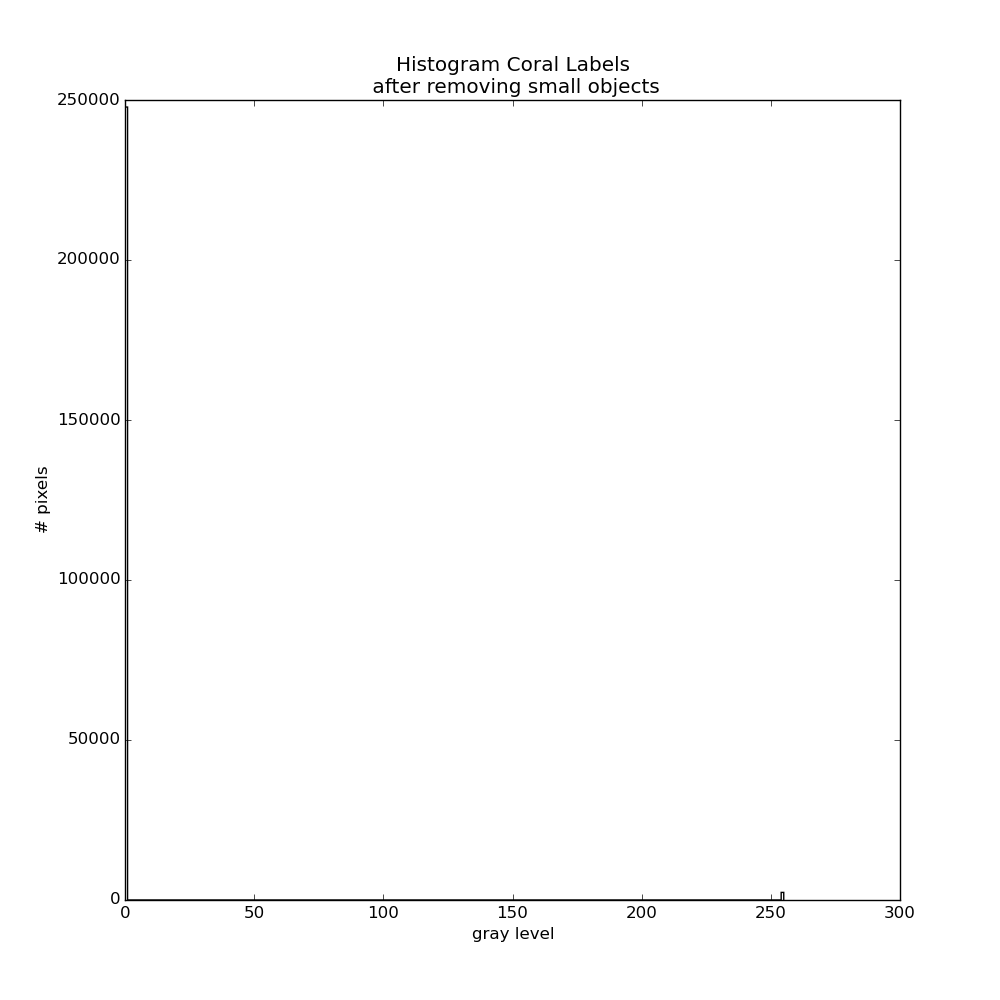 Histogram Coral Labels
after removing small objects
250000
200000
150000
100000
50000
0
# pixels
0 50 100 150 200 250 300
gray level